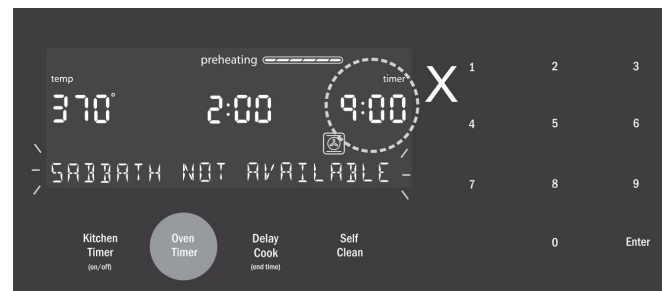 preheating
temp
timer
370° 2:00 9:00
X
SABBATH NOT AVAILABLE
1 2 3
4 5 6
7 8 9
0 Enter
Kitchen Timer (on/off)
Oven Timer
Delay Cook (end time)
Self Clean